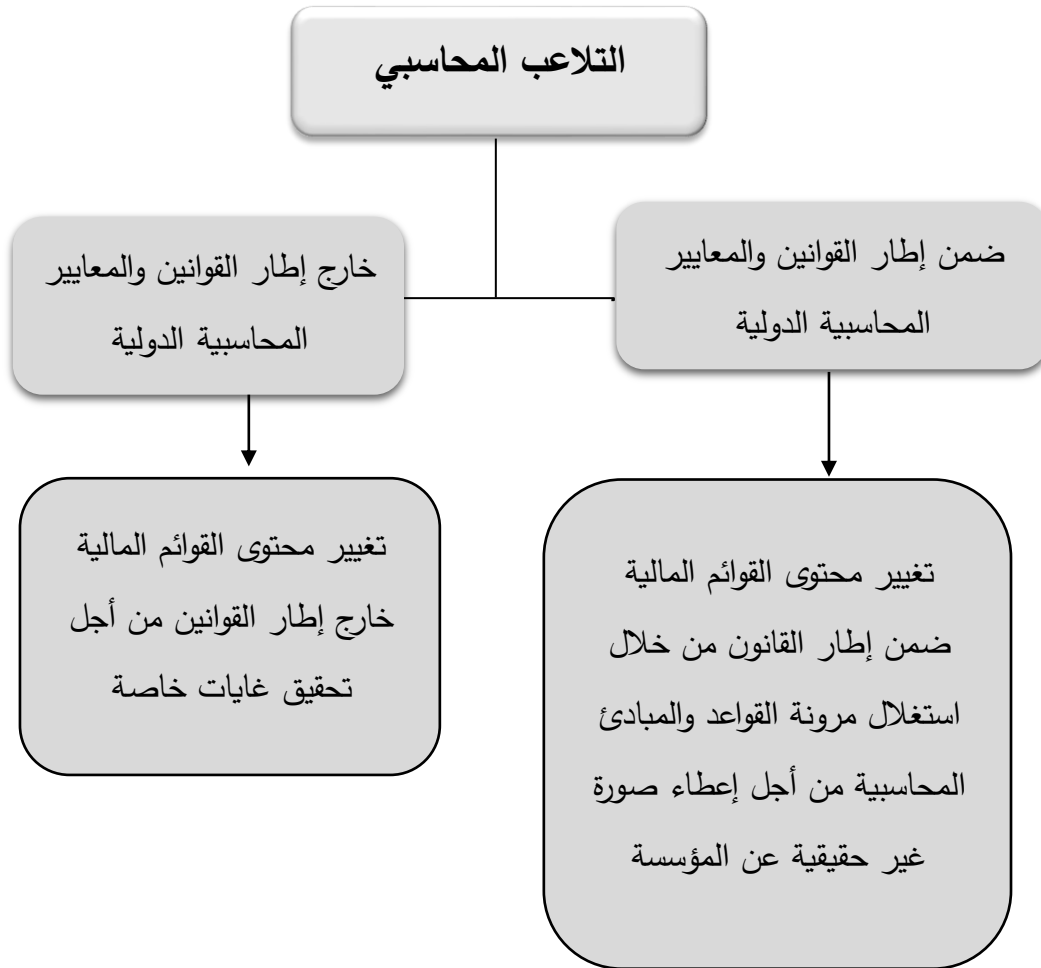 التلاعب المحاسبي
ضمن إطار القوانين والمعايير
المحاسبية الدولية
خارج إطار القوانين والمعايير
المحاسبية الدولية
تغيير محتوى القوائم المالية
ضمن إطار القانون من خلال
استغلال مرونة القواعد والمبادئ
المحاسبية من أجل إعطاء صورة
غير حقيقية عن المؤسسة
تغيير محتوى القوائم المالية
خارج إطار القوانين من أجل
تحقيق غايات خاصة